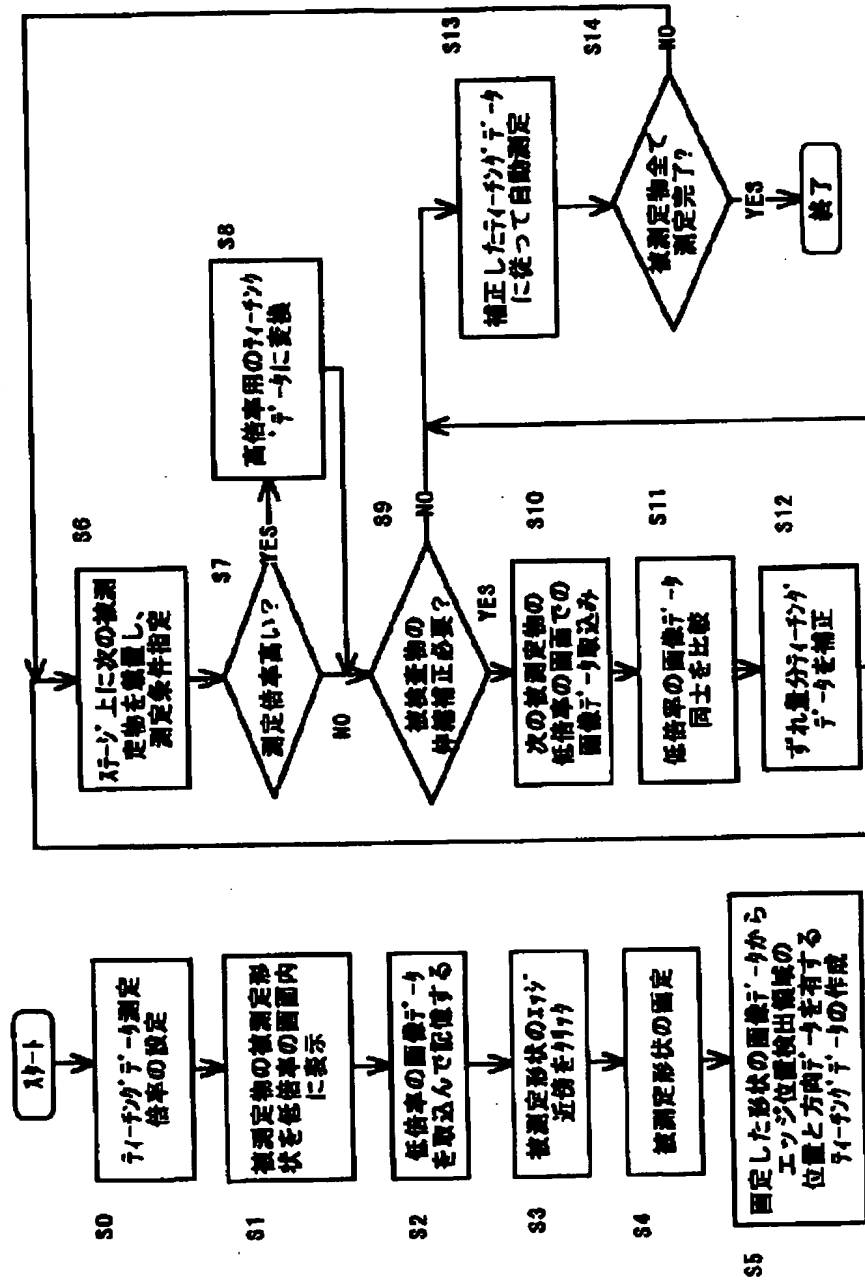 スタート
S0
ティーチングデータ測定
倍率の設定
S1
被測定物の被測定形
状を低倍率の画面内
に表示
S2
低倍率の画像データ
を取込んで記憶する
S3
被測定形状のエッジ
近傍をクリック
S4
被測定形状の画定
S5
画定した形状の画像データから
エッジ位置検出領域の
位置と方向データを有する
ティーチングデータの作成
S6
ステージ上に次の被測
定物を載置し、
測定条件指定
S7
測定倍率高い?
YES
NO
S8
高倍率用のティーチング
データに変換
S9
被検査物の
伸縮補正必要?
NO
YES
S10
次の被測定物の
低倍率の画面での
画像データ取込み
S11
低倍率の画像データ
同士を比較
S12
ずれ量分ティーチング
データを補正
S13
補正したティーチングデータ
に従って自動測定
S14
被測定物全て
測定完了?
NO
YES
終了